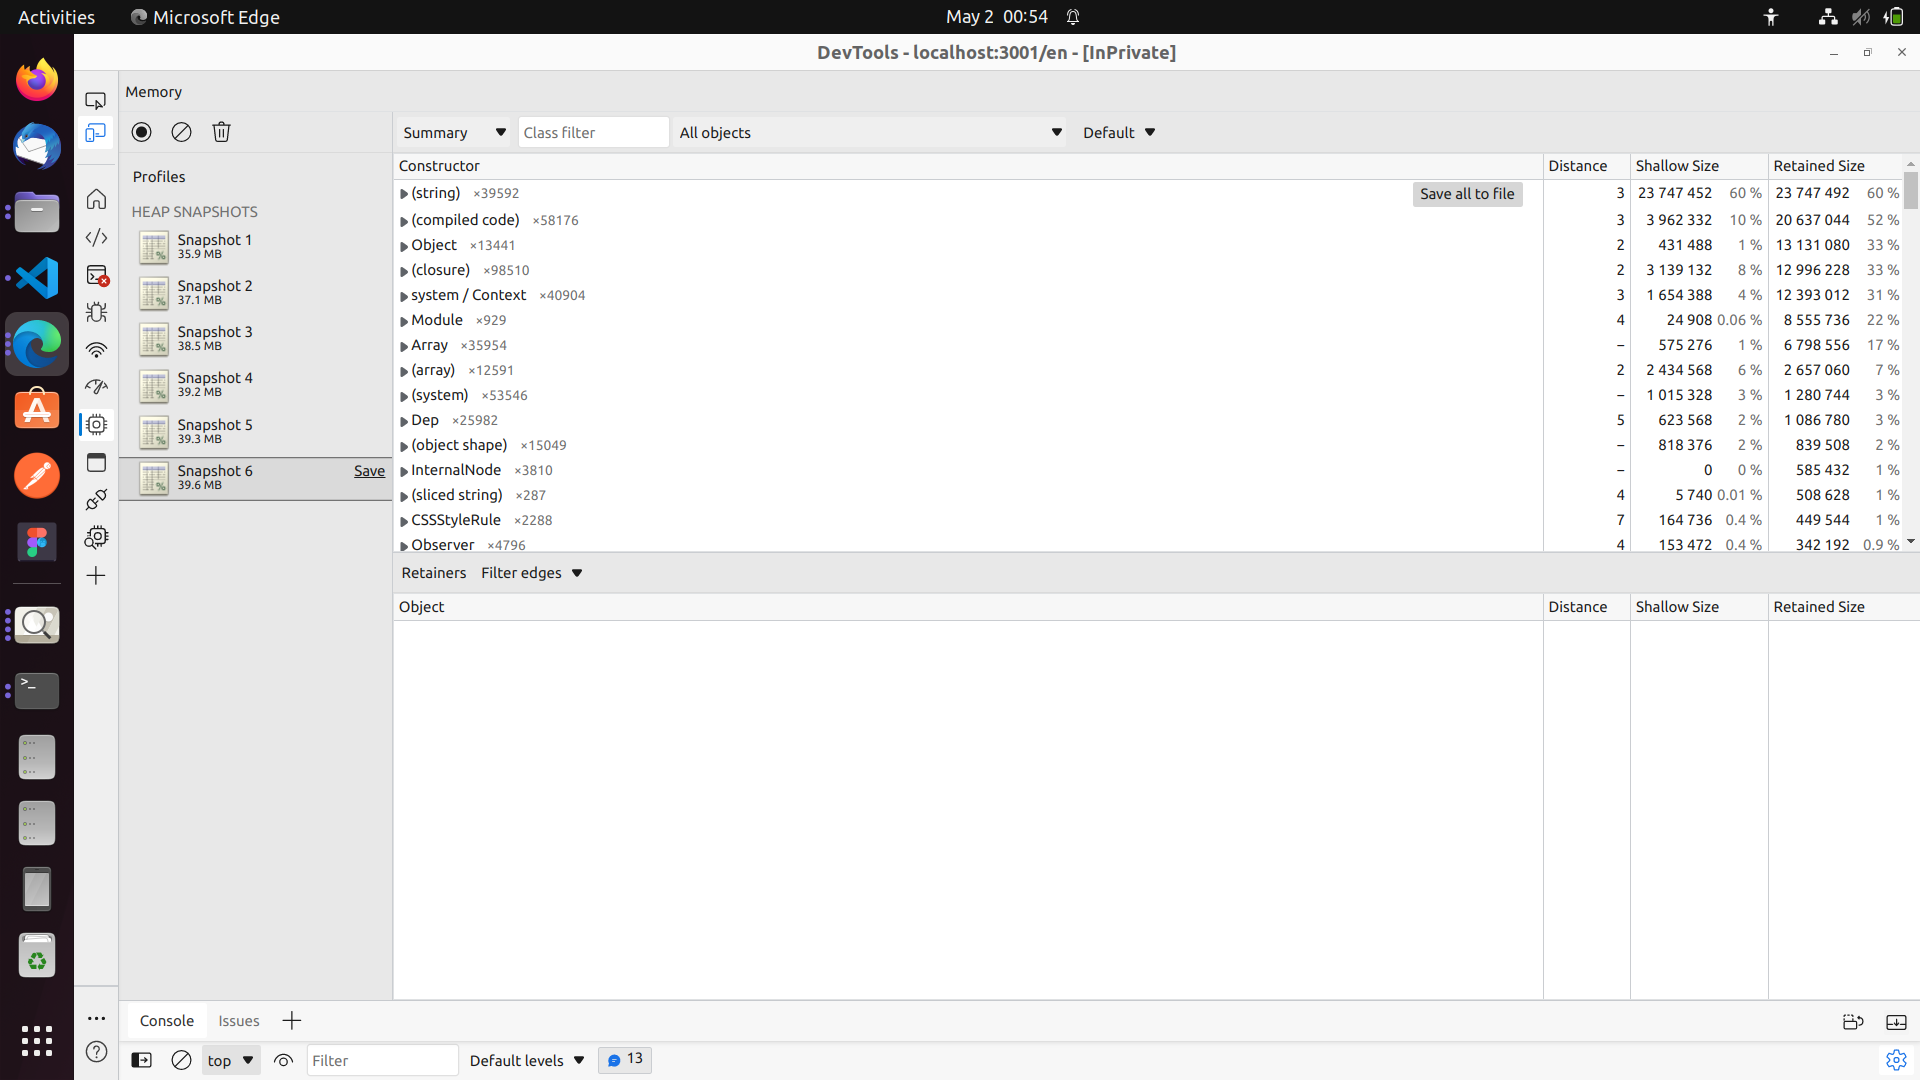 Activities Microsoft Edge May 2 00:54
DevTools - localhost:3001/en - [InPrivate]
Memory
Summary Class filter All objects Default
Profiles
HEAP SNAPSHOTS
Snapshot 1
35.9 MB
Snapshot 2
37.1 MB
Snapshot 3
38.5 MB
Snapshot 4
39.2 MB
Snapshot 5
39.3 MB
Snapshot 6 Save
39.6 MB
Constructor Distance Shallow Size Retained Size
(string) ×39592 Save all to file 3 23 747 452 60 % 23 747 492 60 %
(compiled code) ×58176 3 3 962 332 10 % 20 637 044 52 %
Object ×13441 2 431 488 1 % 13 131 080 33 %
(closure) ×98510 2 3 139 132 8 % 12 996 228 33 %
system / Context ×40904 3 1 654 388 4 % 12 393 012 31 %
Module ×929 4 24 908 0.06 % 8 555 736 22 %
Array ×35954 – 575 276 1 % 6 798 556 17 %
(array) ×12591 2 2 434 568 6 % 2 657 060 7 %
(system) ×53546 – 1 015 328 3 % 1 280 744 3 %
Dep ×25982 5 623 568 2 % 1 086 780 3 %
(object shape) ×15049 – 818 376 2 % 839 508 2 %
InternalNode ×3810 – 0 0 % 585 432 1 %
(sliced string) ×287 4 5 740 0.01 % 508 628 1 %
CSSStyleRule ×2288 7 164 736 0.4 % 449 544 1 %
Observer ×4796 4 153 472 0.4 % 342 192 0.9 %
Retainers Filter edges
Object Distance Shallow Size Retained Size
Console Issues
top Filter Default levels 13